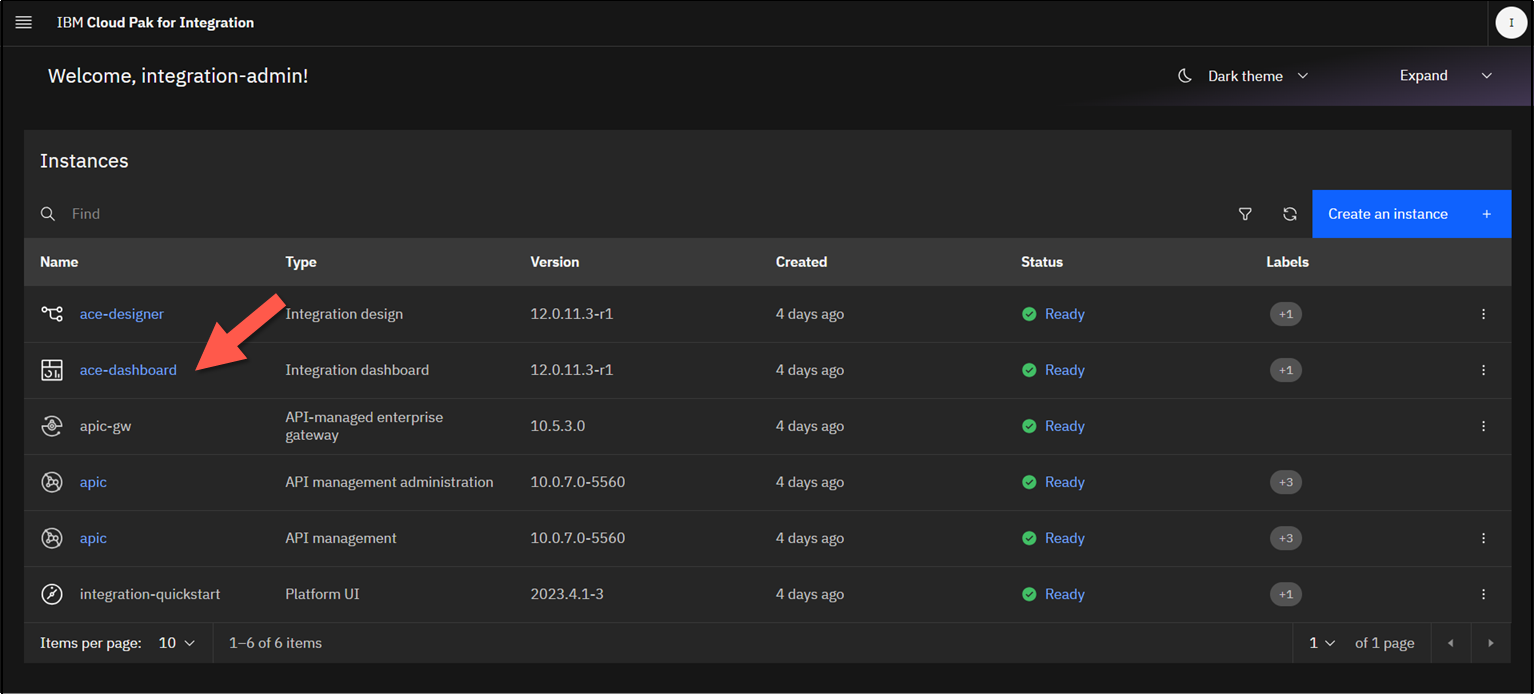 IBM Cloud Pak for Integration
I
Welcome, integration-admin!
Dark theme
Expand
Instances
Find
Create an instance +
Name Type Version Created Status Labels
ace-designer Integration design 12.0.11.3-r1 4 days ago Ready +1
ace-dashboard Integration dashboard 12.0.11.3-r1 4 days ago Ready +1
apic-gw API-managed enterprise gateway 10.5.3.0 4 days ago Ready
apic API management administration 10.0.7.0-5560 4 days ago Ready +3
apic API management 10.0.7.0-5560 4 days ago Ready +3
integration-quickstart Platform UI 2023.4.1-3 4 days ago Ready +1
Items per page: 10 1–6 of 6 items 1 of 1 page